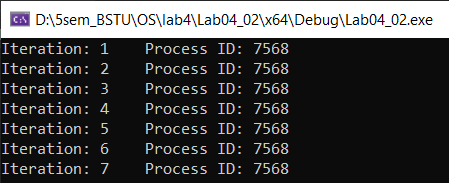 D:\5sem_BSTU\OS\lab4\Lab04_02\x64\Debug\Lab04_02.exe
Iteration: 1    Process ID: 7568
Iteration: 2    Process ID: 7568
Iteration: 3    Process ID: 7568
Iteration: 4    Process ID: 7568
Iteration: 5    Process ID: 7568
Iteration: 6    Process ID: 7568
Iteration: 7    Process ID: 7568